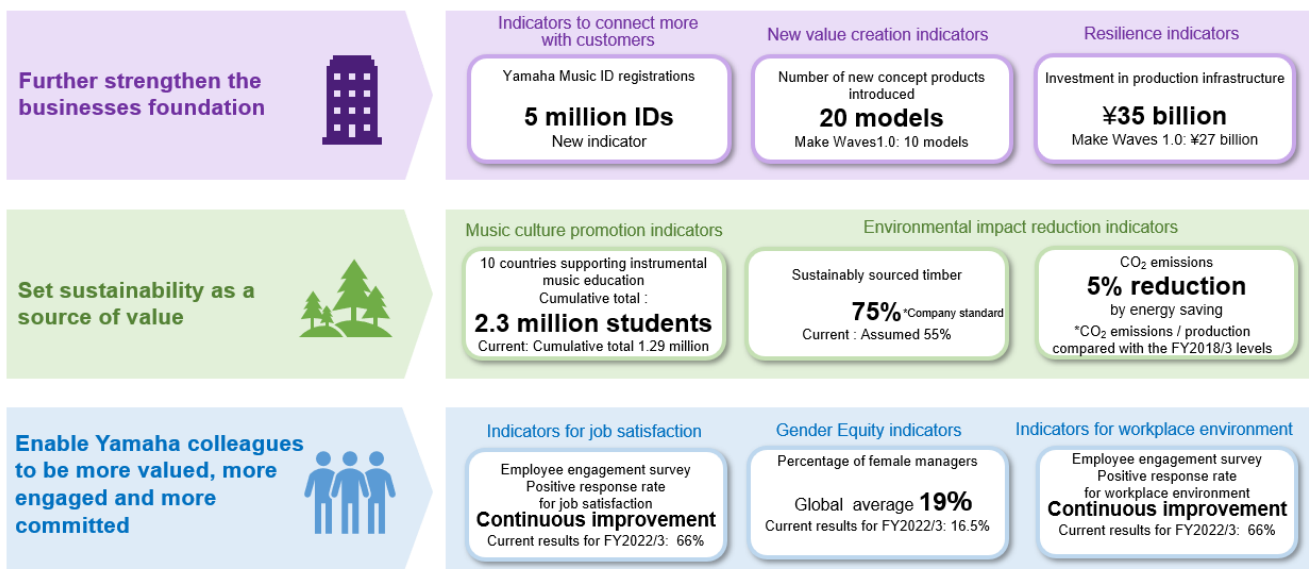 Further strengthen the
businesses foundation
Indicators to connect more
with customers
Yamaha Music ID registrations
5 million IDs
New indicator
New value creation indicators
Number of new concept products
introduced
20 models
Make Waves1.0: 10 models
Resilience indicators
Investment in production infrastructure
¥35 billion
Make Waves 1.0: ¥27 billion
Set sustainability as a
source of value
Music culture promotion indicators
10 countries supporting instrumental
music education
Cumulative total :
2.3 million students
Current: Cumulative total 1.29 million
Environmental impact reduction indicators
Sustainably sourced timber
75%*Company standard
Current : Assumed 55%
CO₂ emissions
5% reduction
by energy saving
*CO₂ emissions / production
compared with the FY2018/3 levels
Enable Yamaha colleagues
to be more valued, more
engaged and more
committed
Indicators for job satisfaction
Employee engagement survey
Positive response rate
for job satisfaction
Continuous improvement
Current results for FY2022/3: 66%
Gender Equity indicators
Percentage of female managers
Global average 19%
Current results for FY2022/3: 16.5%
Indicators for workplace environment
Employee engagement survey
Positive response rate
for workplace environment
Continuous improvement
Current results for FY2022/3: 66%